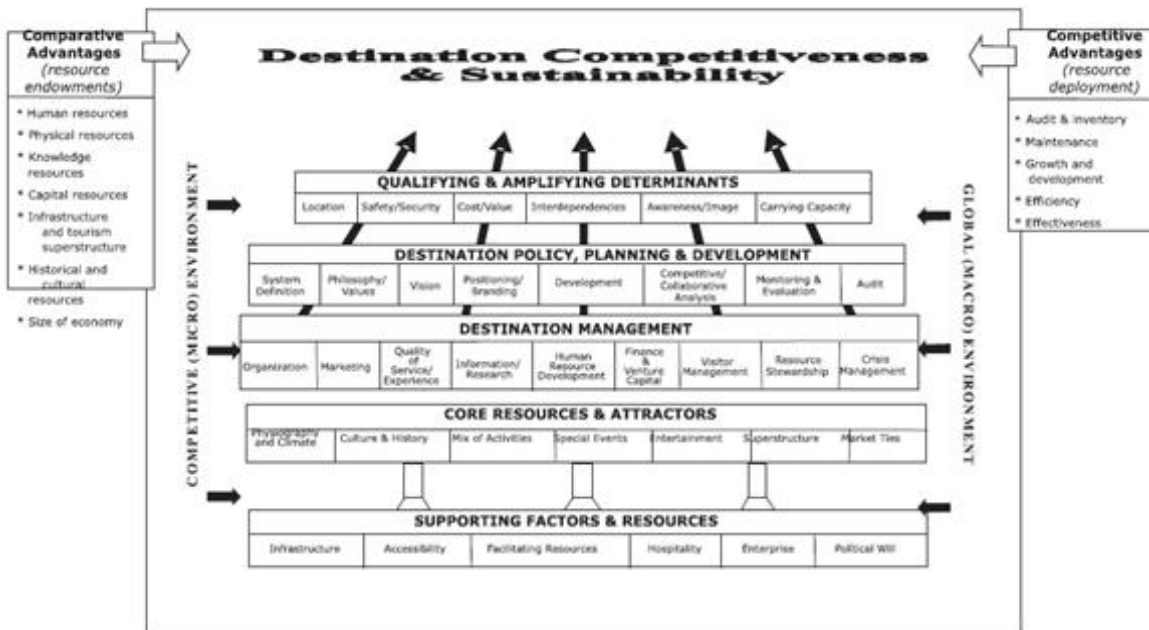 Comparative
Advantages
(resource
endowments)
* Human resources
* Physical resources
* Knowledge
resources
* Capital resources
* Infrastructure
and tourism
superstructure
* Historical and
cultural
resources
* Size of economy
COMPETITIVE (MICRO) ENVIRONMENT
Destination Competitiveness
& Sustainability
QUALIFYING & AMPLIFYING DETERMINANTS
Location
Safety/Security
Cost/Value
Interdependencies
Awareness/Image
Carrying Capacity
DESTINATION POLICY, PLANNING & DEVELOPMENT
System
Definition
Philosophy/
Values
Vision
Positioning/
Branding
Development
Competitive/
Collaborative
Analysis
Monitoring &
Evaluation
Audit
DESTINATION MANAGEMENT
Organization
Marketing
Quality
of
Service/
Experience
Information/
Research
Human
Resource
Development
Finance
&
Venture
Capital
Visitor
Management
Resource
Stewardship
Crisis
Management
CORE RESOURCES & ATTRACTORS
Physiography
and Climate
Culture & History
Mix of Activities
Special Events
Entertainment
Superstructure
Market Ties
SUPPORTING FACTORS & RESOURCES
Infrastructure
Accessibility
Facilitating Resources
Hospitality
Enterprise
Political Will
GLOBAL (MACRO) ENVIRONMENT
Competitive
Advantages
(resource
deployment)
* Audit & inventory
* Maintenance
* Growth and
development
* Efficiency
* Effectiveness